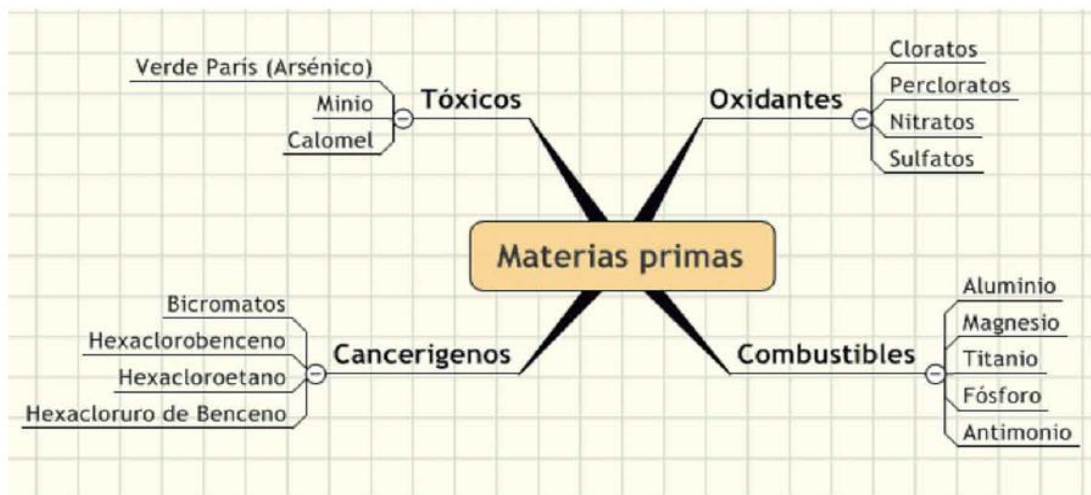 Materias primas
Tóxicos
Verde París (Arsénico)
Minio
Calomel
Oxidantes
Cloratos
Percloratos
Nitratos
Sulfatos
Cancerigenos
Bicromatos
Hexaclorobenceno
Hexacloroetano
Hexacloruro de Benceno
Combustibles
Aluminio
Magnesio
Titanio
Fósforo
Antimonio